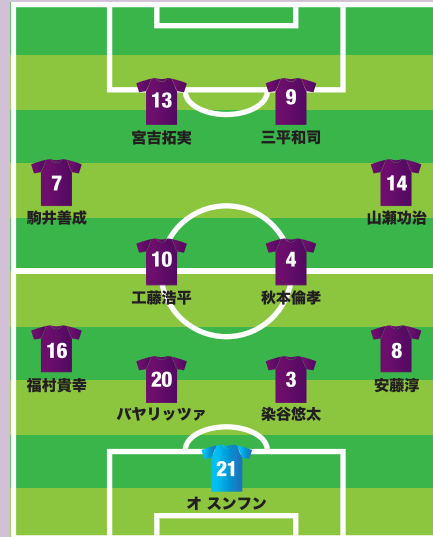 13
9
宮吉拓実
三平和司
7
14
駒井善成
山瀬功治
10
4
工藤浩平
秋本倫孝
16
8
福村貴幸
安藤淳
20
3
バヤリッツァ
染谷悠太
21
オ スンフン